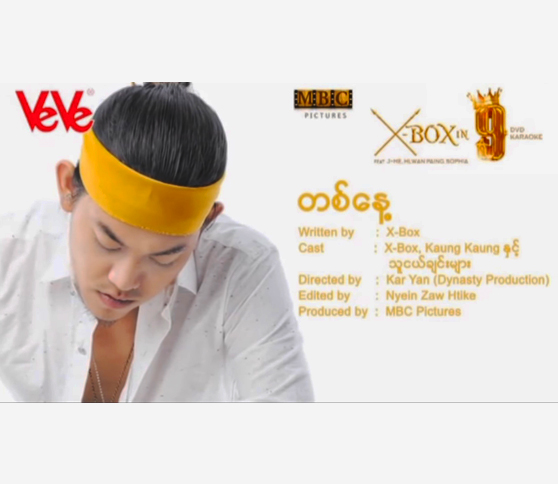 VeVe®
MBC
PICTURES
X-BOX IN 9
DVD
KARAOKE
တစ်နေ့
Written by : X-Box
Cast : X-Box, Kaung Kaung နှင့်
သူငယ်ချင်းများ
Directed by : Kar Yan (Dynasty Production)
Edited by : Nyein Zaw Htike
Produced by : MBC Pictures